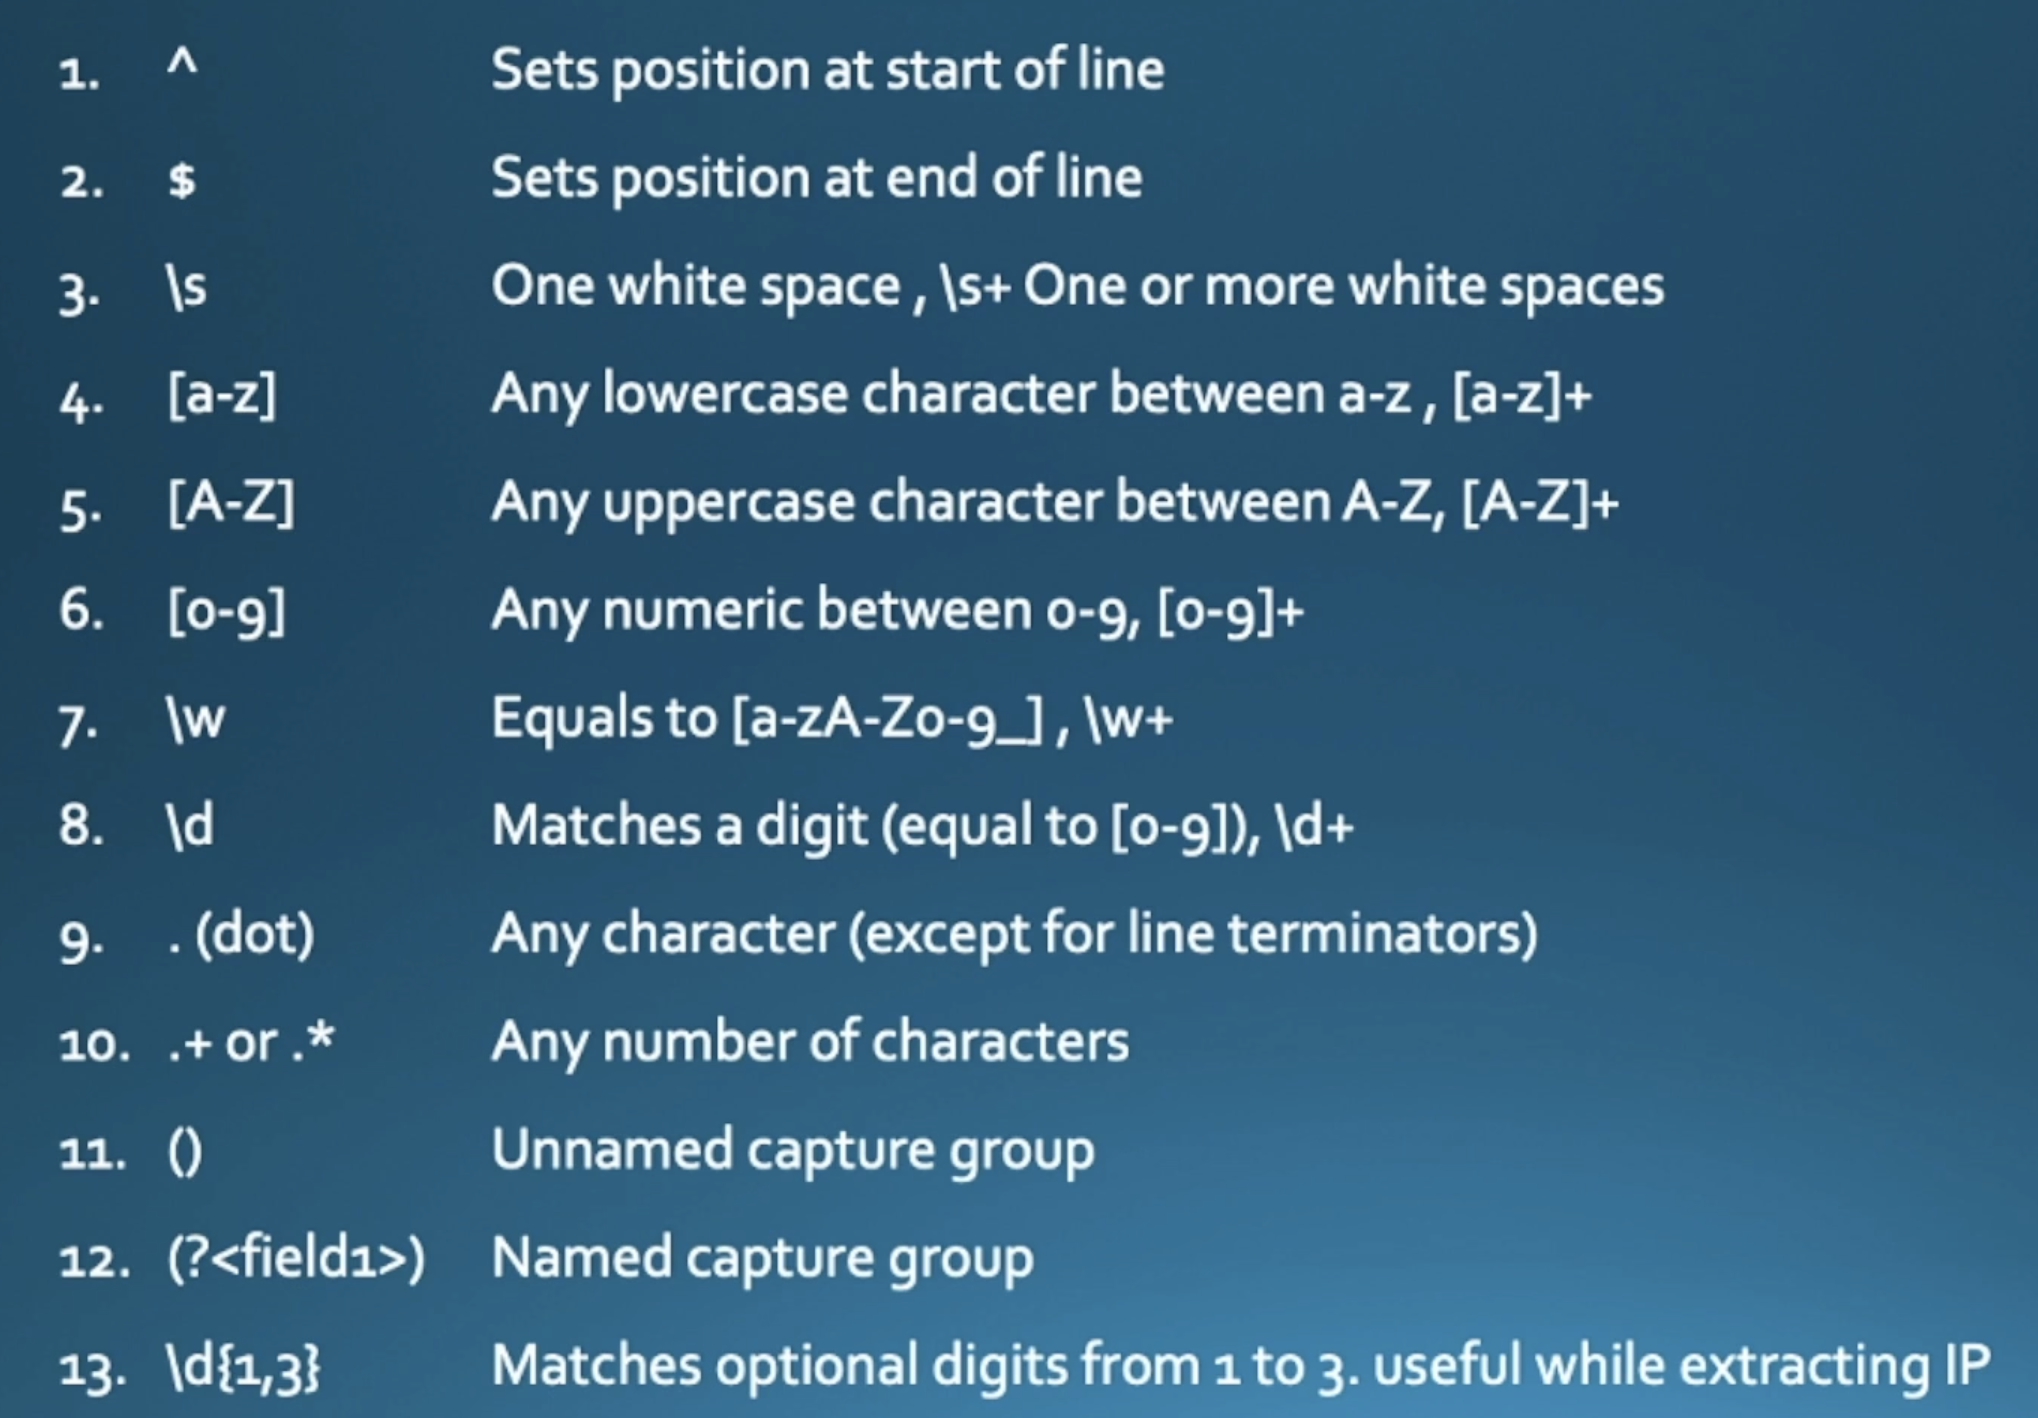 1. ^ Sets position at start of line
2. $ Sets position at end of line
3. \s One white space , \s+ One or more white spaces
4. [a-z] Any lowercase character between a-z , [a-z]+
5. [A-Z] Any uppercase character between A-Z, [A-Z]+
6. [0-9] Any numeric between 0-9, [0-9]+
7. \w Equals to [a-zA-Z0-9_] , \w+
8. \d Matches a digit (equal to [0-9]), \d+
9. . (dot) Any character (except for line terminators)
10. .+ or .* Any number of characters
11. () Unnamed capture group
12. (?<field1>) Named capture group
13. \d{1,3} Matches optional digits from 1 to 3. useful while extracting IP